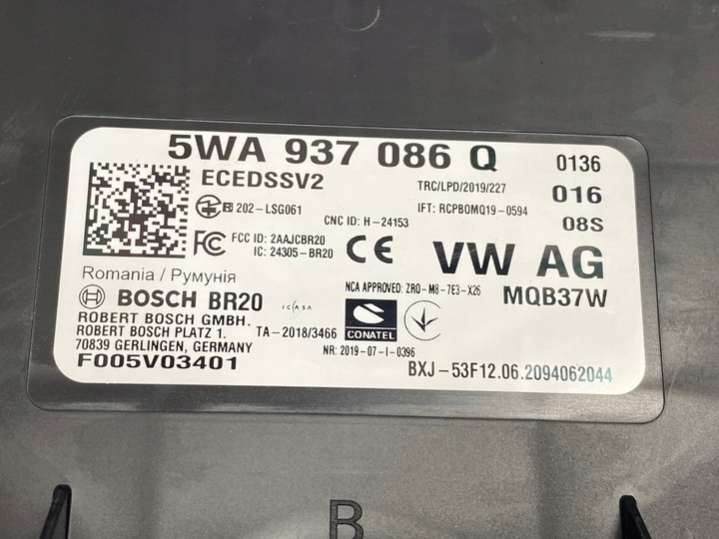 5WA 937 086 Q
0136
ECEDSSV2
TRC/LPD/2019/227
016
R 202-LSG061
IFT: RCPBOMQ19-0594
CNC ID: H-24153
08S
FC FCC ID: 2AAJCBR20
IC: 24305-BR20
CE
VW AG
Romania / Румунія
NCA APPROVED: ZRO-M8-7E3-X26
MQB37W
BOSCH BR20
ICASA
ROBERT BOSCH GMBH.
ROBERT BOSCH PLATZ 1.
TA-2018/3466
CONATEL
70839 GERLINGEN, GERMANY
NR: 2019-07-I-0396
F005V03401
BXJ-53F12.06.2094062044
B